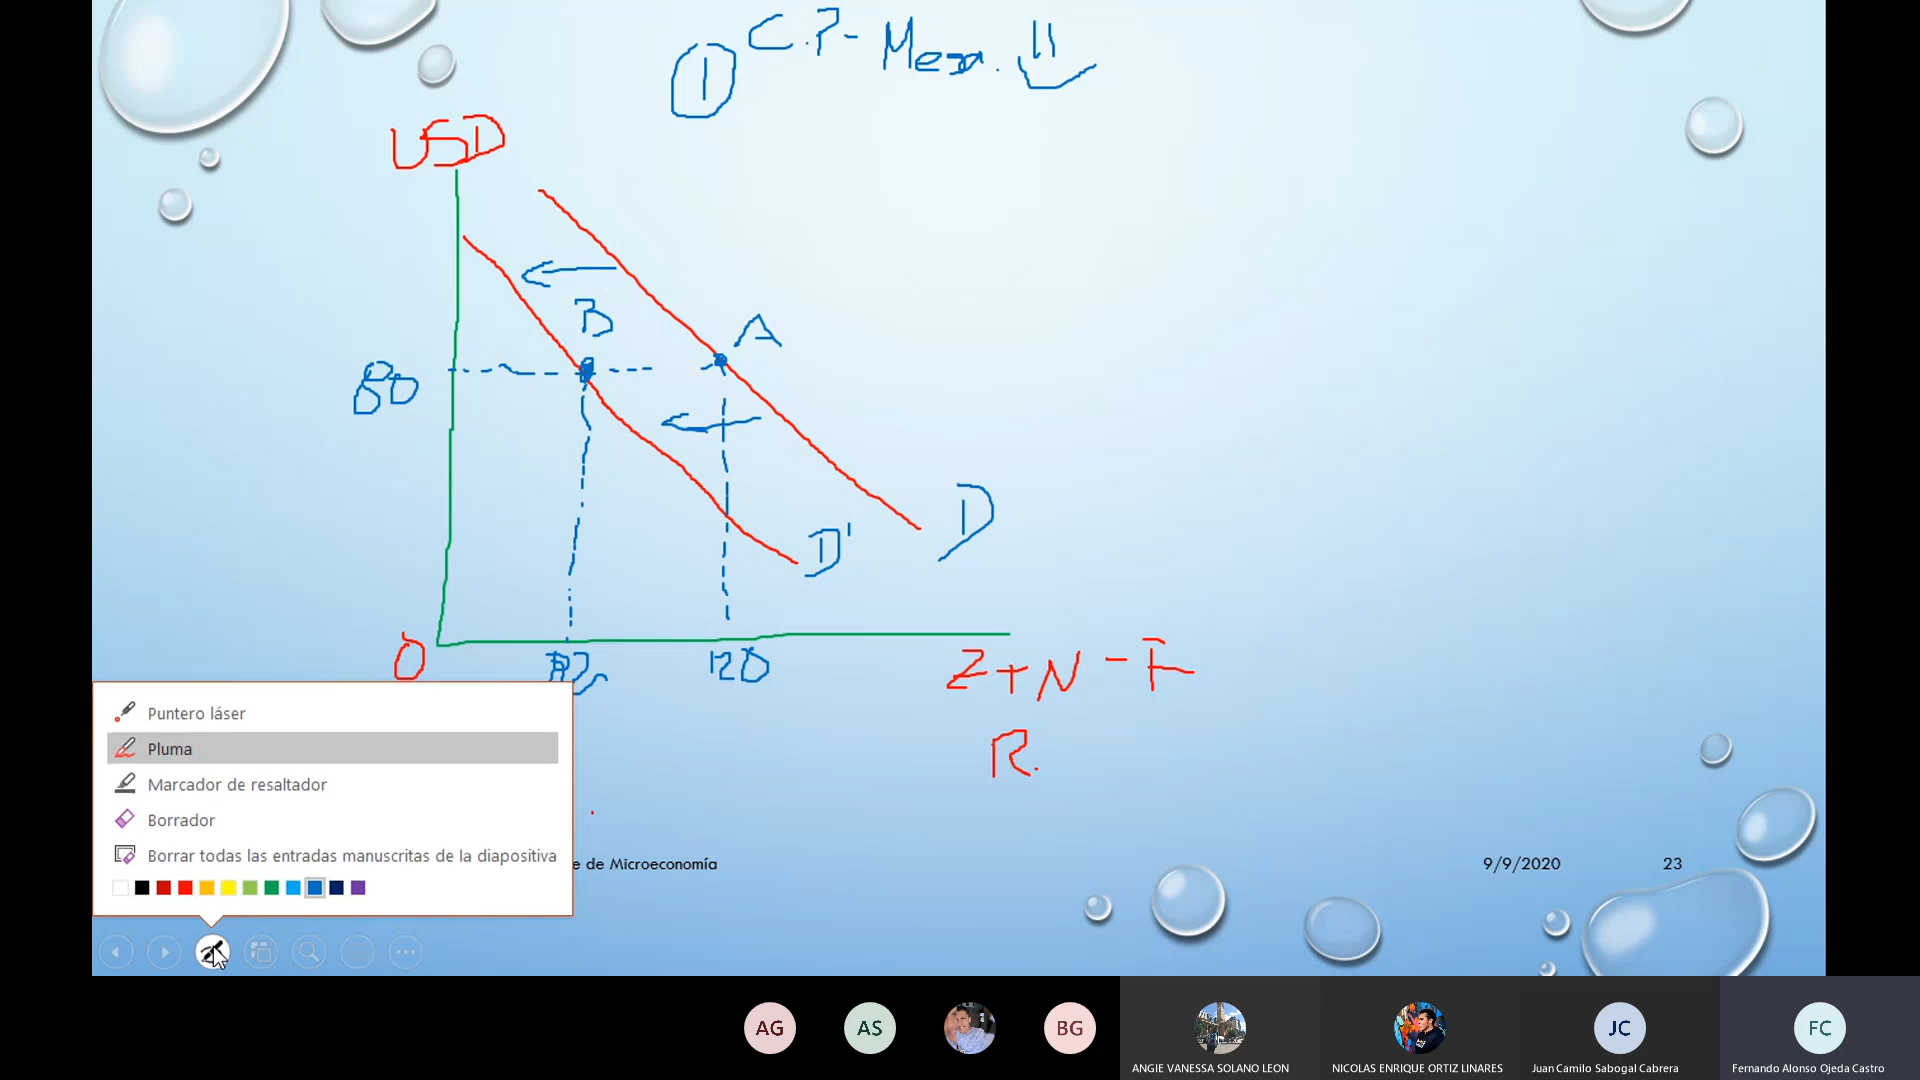 C.P-
1
USD
B
A
80
D
D'
0
120
Z+N-F
R.
Puntero láser
Pluma
Marcador de resaltador
Borrador
Borrar todas las entradas manuscritas de la diapositiva
e de Microeconomía
9/9/2020
23
AG
AS
BG
JC
FC
ANGIE VANESSA SOLANO LEON
NICOLAS ENRIQUE ORTIZ LINARES
Juan Camilo Sabogal Cabrera
Fernando Alonso Ojeda Castro